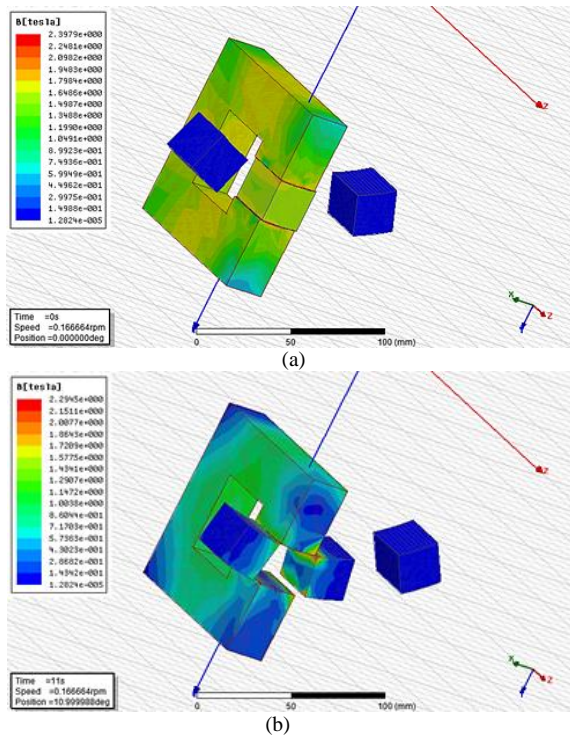 B[tesla]
2.3979e+000
2.2481e+000
2.0982e+000
1.9483e+000
1.7984e+000
1.6486e+000
1.4987e+000
1.3488e+000
1.1990e+000
1.0491e+000
8.9923e-001
7.4936e-001
5.9949e-001
4.4962e-001
2.9975e-001
1.4988e-001
1.2824e-005
Z
X
Z
Time =0s
Speed =0.166664rpm
Position =0.000000deg
0 50 100 (mm)
(a)
B[tesla]
2.2945e+000
2.1511e+000
2.0077e+000
1.8643e+000
1.7209e+000
1.5775e+000
1.4341e+000
1.2907e+000
1.1472e+000
1.0038e+000
8.6044e-001
7.1703e-001
5.7363e-001
4.3023e-001
2.8682e-001
1.4342e-001
1.2824e-005
Z
X
Z
Time =11s
Speed =0.166664rpm
Position =10.999988deg
0 50 100 (mm)
(b)